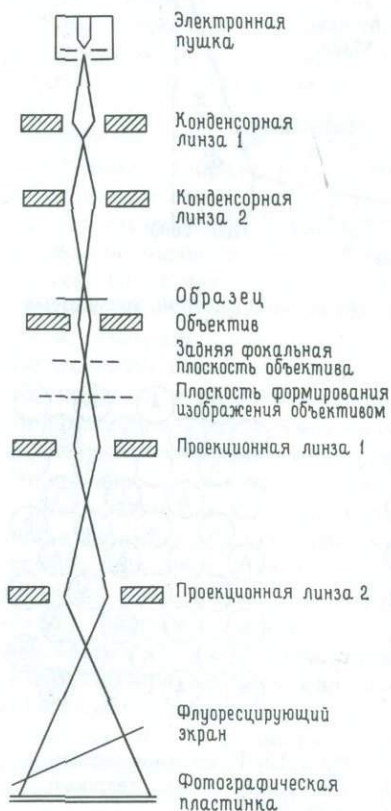 Электронная
пушка
Конденсорная
линза 1
Конденсорная
линза 2
Образец
Объектив
Задняя фокальная
плоскость объектива
Плоскость формирования
изображения объективом
Проекционная линза 1
Проекционная линза 2
Флуоресцирующий
экран
Фотографическая
пластинка